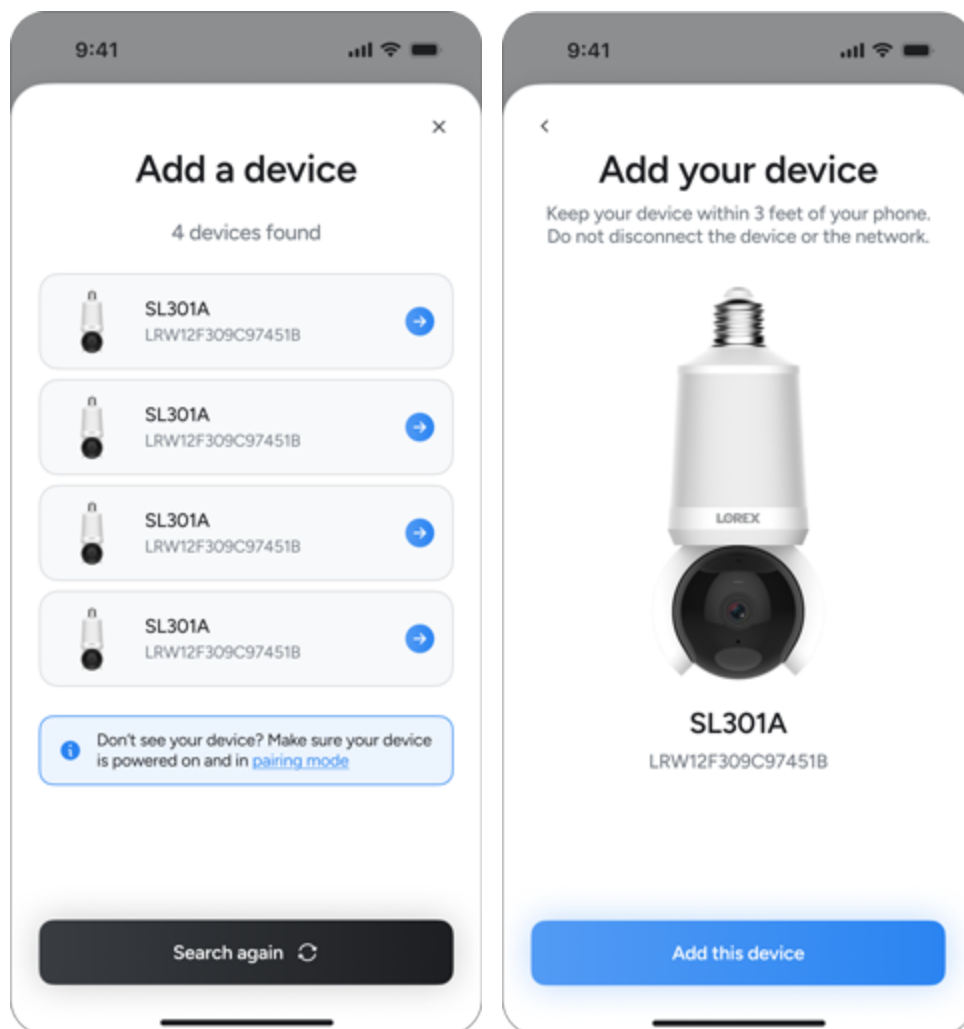 9:41
Add a device
4 devices found
SL301A
LRW12F309C97451B
SL301A
LRW12F309C97451B
SL301A
LRW12F309C97451B
SL301A
LRW12F309C97451B
Don't see your device? Make sure your device
is powered on and in pairing mode
Search again
9:41
Add your device
Keep your device within 3 feet of your phone.
Do not disconnect the device or the network.
LOREX
SL301A
LRW12F309C97451B
Add this device